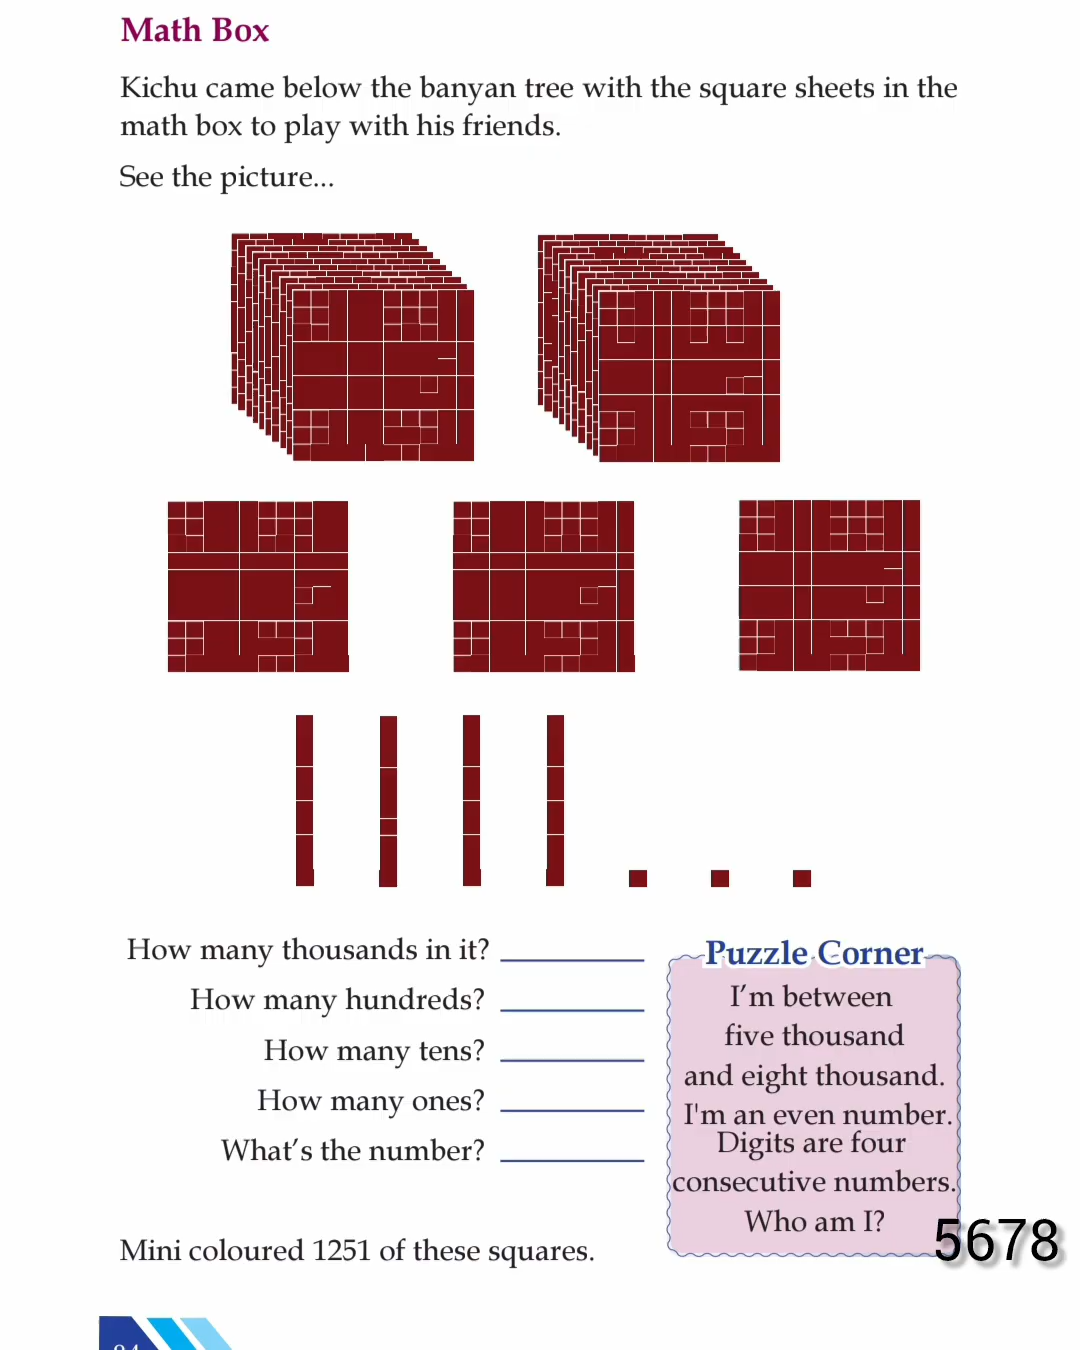 Math Box
Kichu came below the banyan tree with the square sheets in the
math box to play with his friends.
See the picture...
How many thousands in it?
How many hundreds?
How many tens?
How many ones?
What's the number?
Puzzle Corner
I'm between
five thousand
and eight thousand.
I'm an even number.
Digits are four
consecutive numbers.
Who am I?
5678
Mini coloured 1251 of these squares.